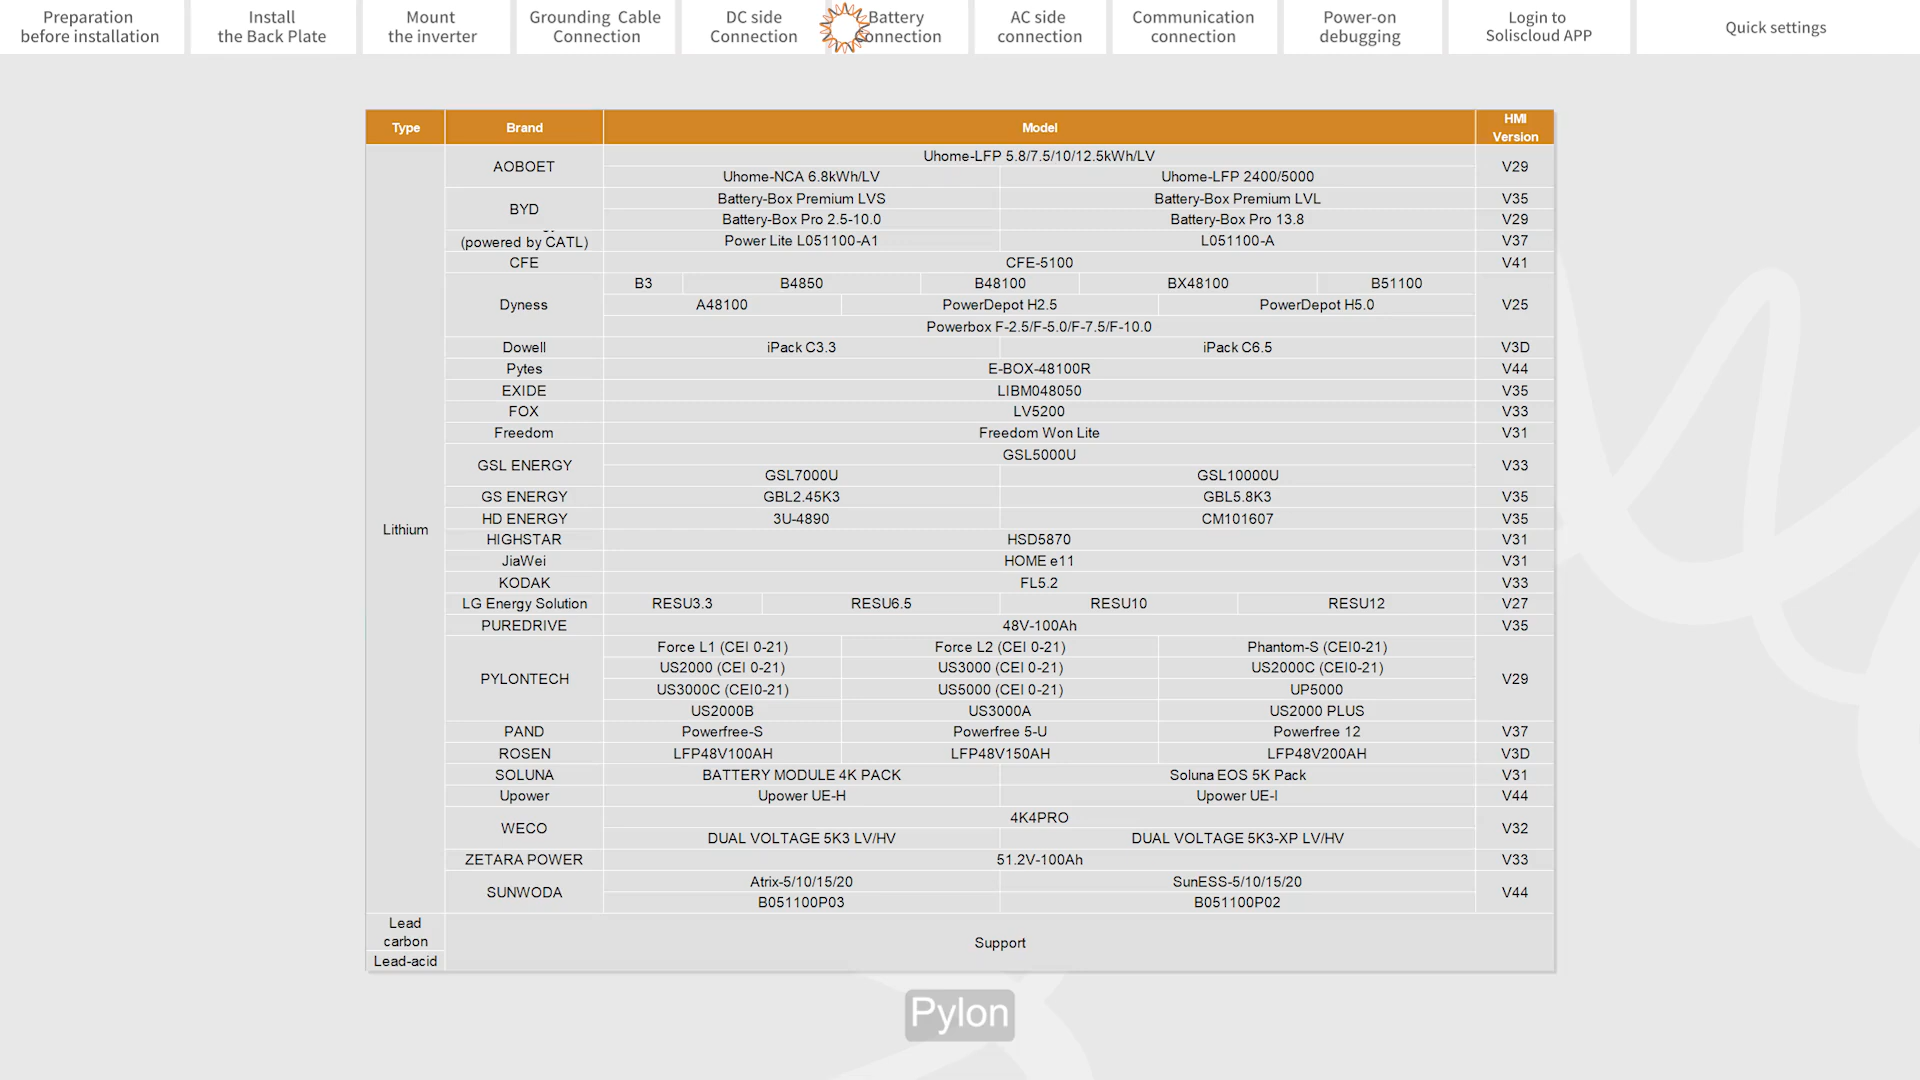 Preparation
before installation
Install
the Back Plate
Mount
the inverter
Grounding Cable
Connection
DC side
Connection
Battery
Connection
AC side
connection
Communication
connection
Power-on
debugging
Login to
Soliscloud APP
Quick settings
Type Brand Model HMI Version
Lithium
AOBOET Uhome-LFP 5.8/7.5/10/12.5kWh/LV V29
Uhome-NCA 6.8kWh/LV Uhome-LFP 2400/5000
BYD Battery-Box Premium LVS Battery-Box Premium LVL V35
Battery-Box Pro 2.5-10.0 Battery-Box Pro 13.8 V29
(powered by CATL) Power Lite L051100-A1 L051100-A V37
CFE CFE-5100 V41
Dyness B3 B4850 B48100 BX48100 B51100 V25
A48100 PowerDepot H2.5 PowerDepot H5.0
Powerbox F-2.5/F-5.0/F-7.5/F-10.0
Dowell iPack C3.3 iPack C6.5 V3D
Pytes E-BOX-48100R V44
EXIDE LIBM048050 V35
FOX LV5200 V33
Freedom Freedom Won Lite V31
GSL ENERGY GSL5000U V33
GSL7000U GSL10000U
GS ENERGY GBL2.45K3 GBL5.8K3 V35
HD ENERGY 3U-4890 CM101607 V35
HIGHSTAR HSD5870 V31
JiaWei HOME e11 V31
KODAK FL5.2 V33
LG Energy Solution RESU3.3 RESU6.5 RESU10 RESU12 V27
PUREDRIVE 48V-100Ah V35
PYLONTECH Force L1 (CEI 0-21) Force L2 (CEI 0-21) Phantom-S (CEI0-21) V29
US2000 (CEI 0-21) US3000 (CEI 0-21) US2000C (CEI0-21)
US3000C (CEI0-21) US5000 (CEI 0-21) UP5000
US2000B US3000A US2000 PLUS
PAND Powerfree-S Powerfree 5-U Powerfree 12 V37
ROSEN LFP48V100AH LFP48V150AH LFP48V200AH V3D
SOLUNA BATTERY MODULE 4K PACK Soluna EOS 5K Pack V31
Upower Upower UE-H Upower UE-I V44
WECO 4K4PRO V32
DUAL VOLTAGE 5K3 LV/HV DUAL VOLTAGE 5K3-XP LV/HV
ZETARA POWER 51.2V-100Ah V33
SUNWODA Atrix-5/10/15/20 SunESS-5/10/15/20 V44
B051100P03 B051100P02
Lead
carbon
Support
Lead-acid
Pylon